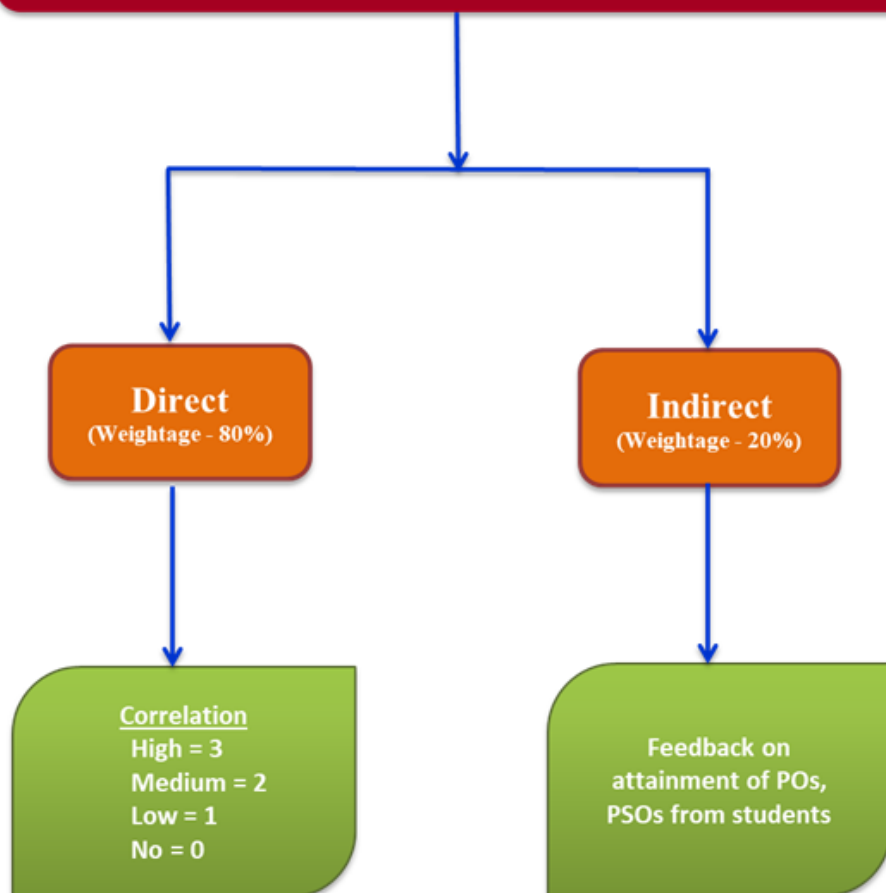 Direct
(Weightage - 80%)
Indirect
(Weightage - 20%)
Correlation
High = 3
Medium = 2
Low = 1
No = 0
Feedback on
attainment of POs,
PSOs from students